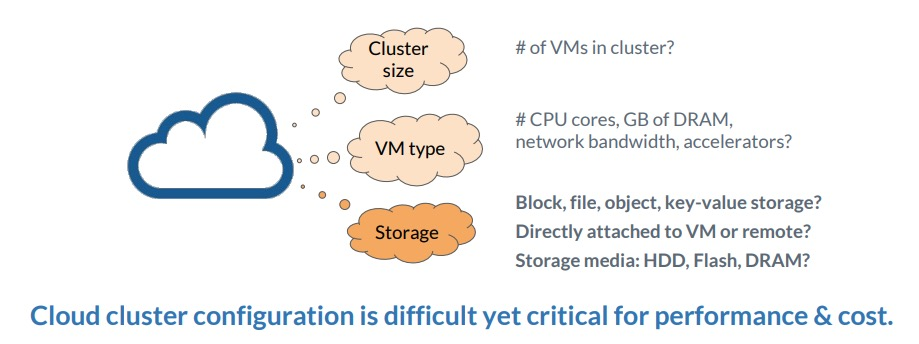 Cluster
size
# of VMs in cluster?
VM type
# CPU cores, GB of DRAM,
network bandwidth, accelerators?
Storage
Block, file, object, key-value storage?
Directly attached to VM or remote?
Storage media: HDD, Flash, DRAM?
Cloud cluster configuration is difficult yet critical for performance & cost.